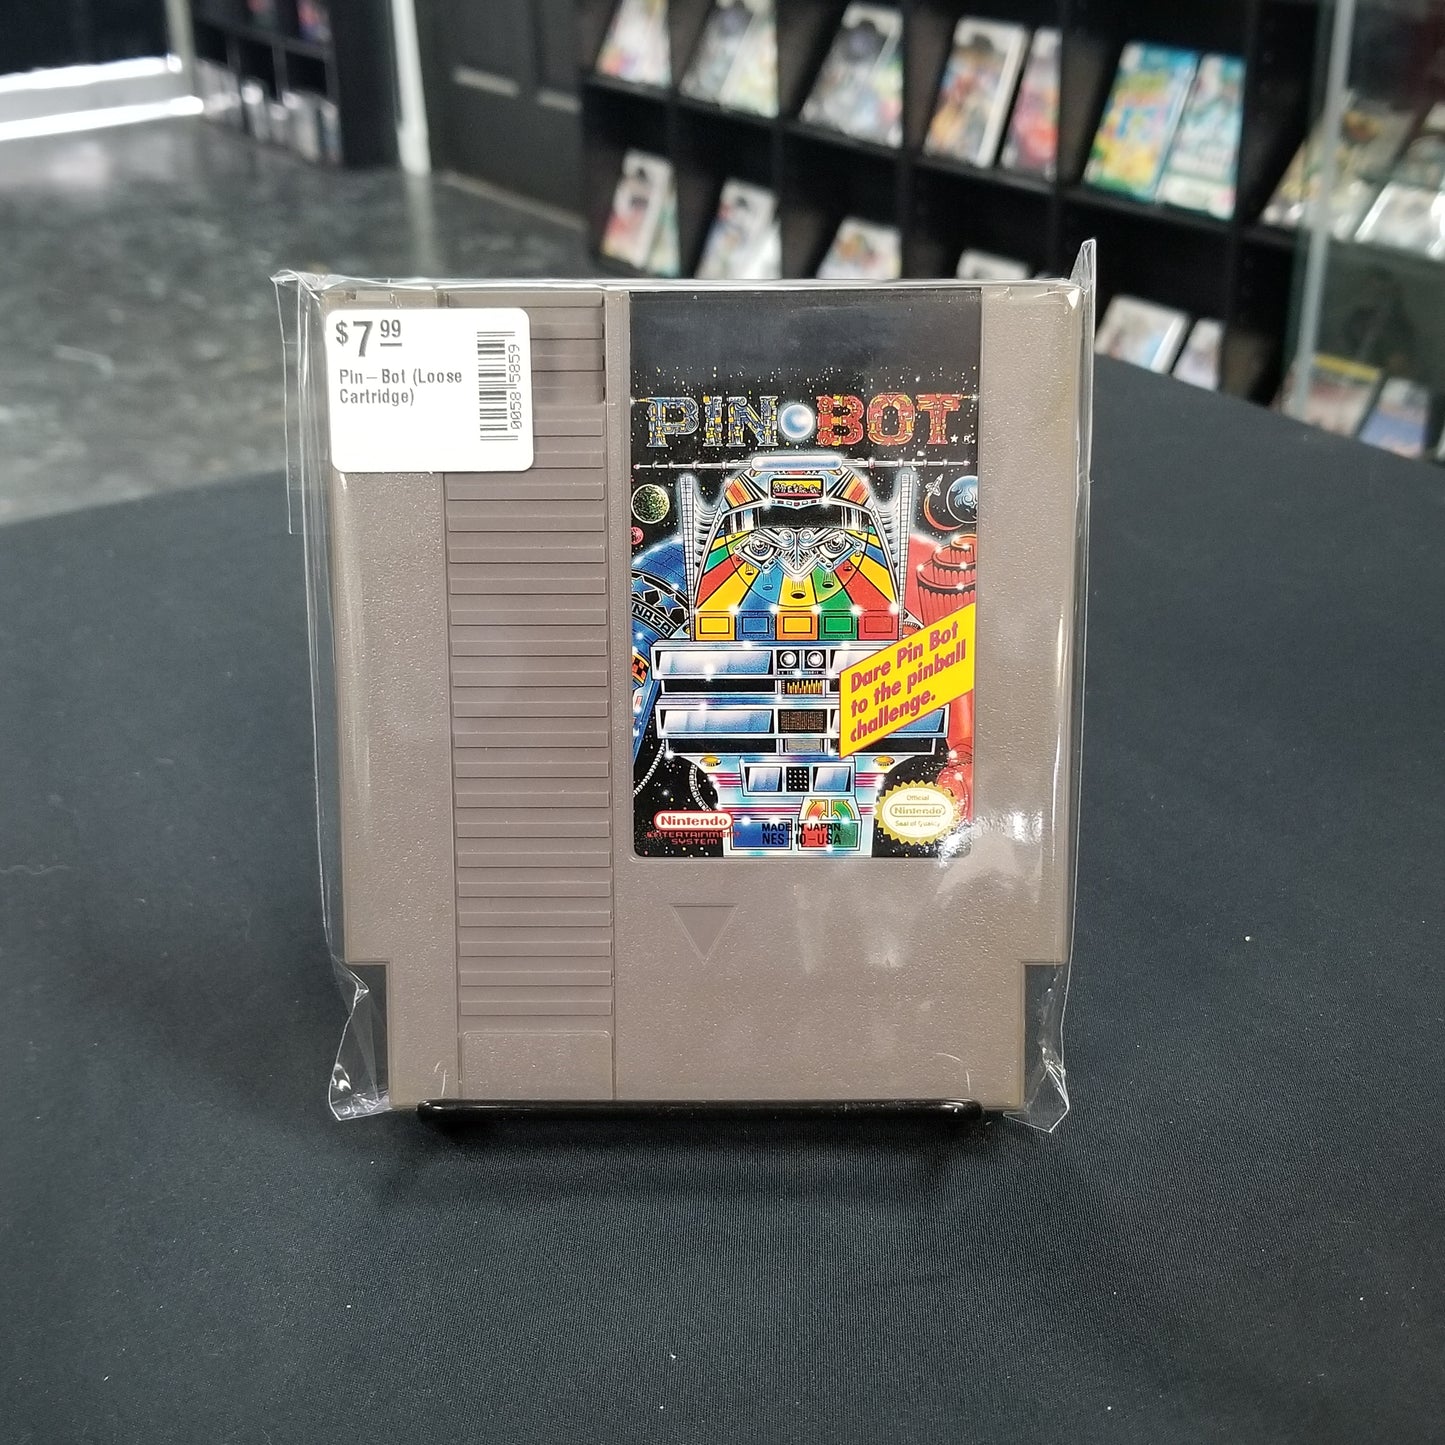 $7.99
Pin-Bot (Loose
Cartridge)
0058 5859
PIN•BOT
NASA
Dare Pin Bot
to the pinball
challenge.
Nintendo
ENTERTAINMENT
SYSTEM
MADE IN JAPAN
NES-IO-USA
Official
Nintendo
Seal of Quality